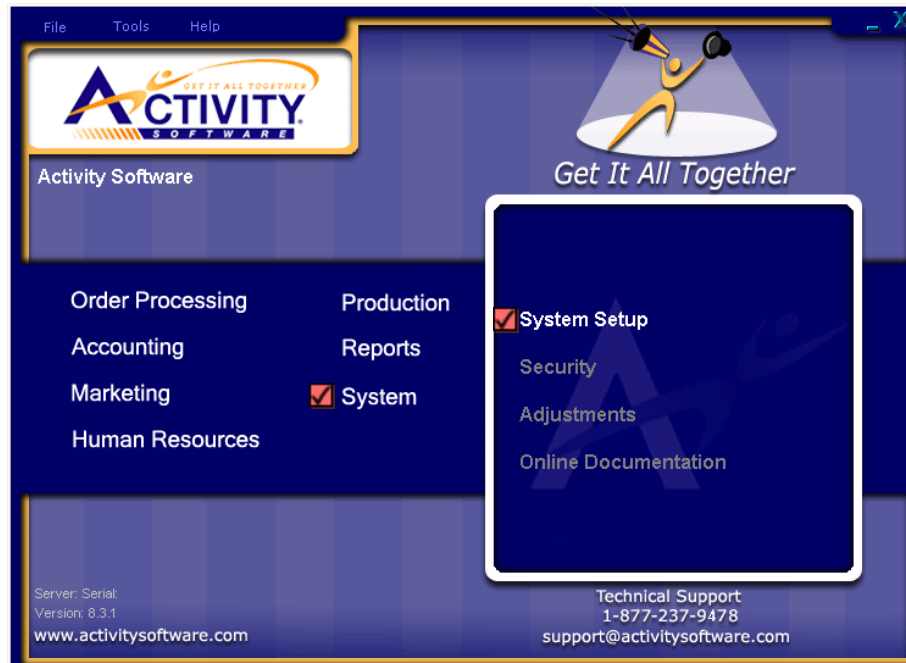 File Tools Help
_ X
GET IT ALL TOGETHER
ACTIVITY.
SOFTWARE
Activity Software
Get It All Together
Order Processing
Accounting
Marketing
Human Resources
Production
Reports
System
System Setup
Security
Adjustments
Online Documentation
Server: Serial:
Version: 8.3.1
www.activitysoftware.com
Technical Support
1-877-237-9478
support@activitysoftware.com